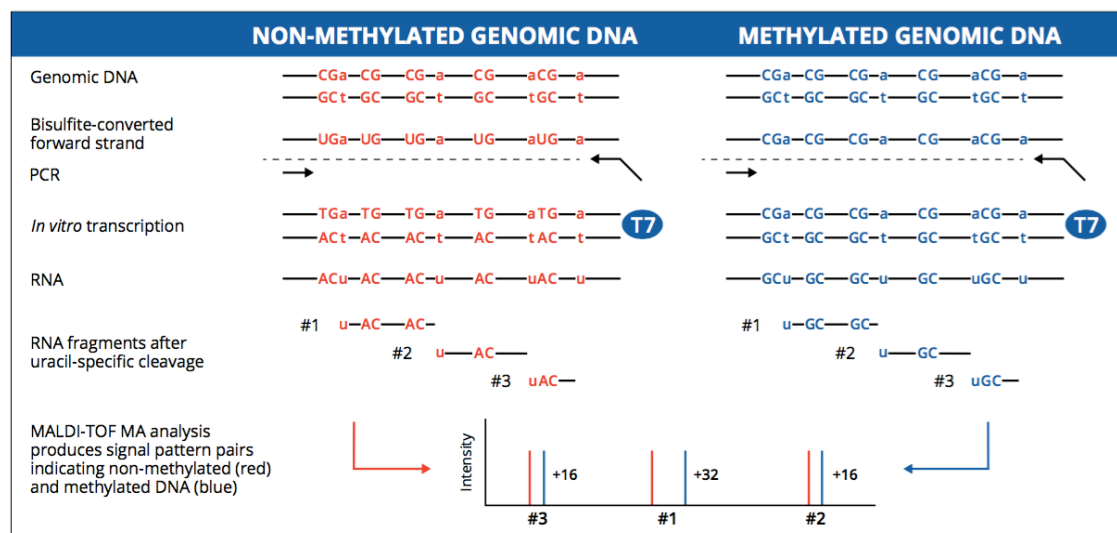 NON-METHYLATED GENOMIC DNA METHYLATED GENOMIC DNA
Genomic DNA
CGa CG CG a CG aCG a CGa CG CG a CG aCG a
GCt GC GC t GC tGC t GCt GC GC t GC tGC t
Bisulfite-converted
forward strand
UGa UG UG a UG aUG a CGa CG CG a CG aCG a
PCR
TGa TG TG a TG aTG a CGa CG CG a CG aCG a
In vitro transcription
T7 T7
ACt AC AC t AC tAC t GCt GC GC t GC tGC t
RNA
ACu AC AC u AC uAC u GCu GC GC u GC uGC u
RNA fragments after
uracil-specific cleavage
#1 u AC AC #1 u GC GC
#2 u AC #2 u GC
#3 uAC #3 uGC
MALDI-TOF MA analysis
produces signal pattern pairs
indicating non-methylated (red)
and methylated DNA (blue)
Intensity
+16 +32 +16
#3 #1 #2